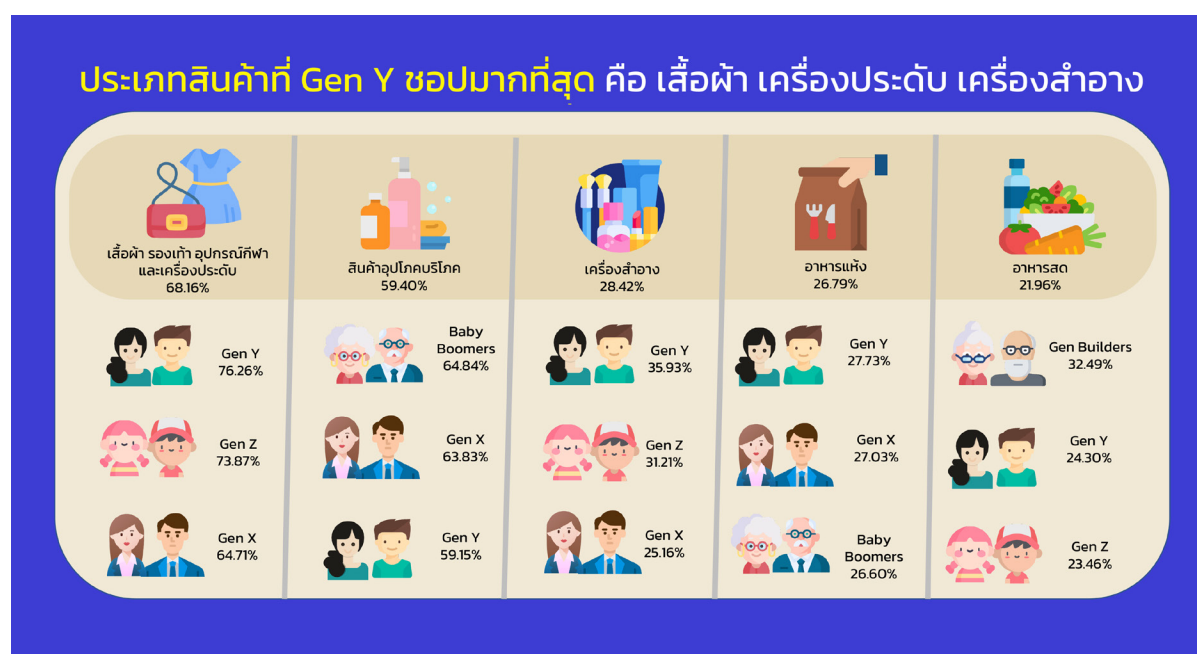 ประเภทสินค้าที่ Gen Y ชอปมากที่สุด คือ เสื้อผ้า เครื่องประดับ เครื่องสำอาง
เสื้อผ้า รองเท้า อุปกรณ์กีฬา
และเครื่องประดับ
68.16%
สินค้าอุปโภคบริโภค
59.40%
เครื่องสำอาง
28.42%
อาหารแห้ง
26.79%
อาหารสด
21.96%
Gen Y
76.26%
Baby
Boomers
64.84%
Gen Y
35.93%
Gen Y
27.73%
Gen Builders
32.49%
Gen Z
73.87%
Gen X
63.83%
Gen Z
31.21%
Gen X
27.03%
Gen Y
24.30%
Gen X
64.71%
Gen Y
59.15%
Gen X
25.16%
Baby
Boomers
26.60%
Gen Z
23.46%